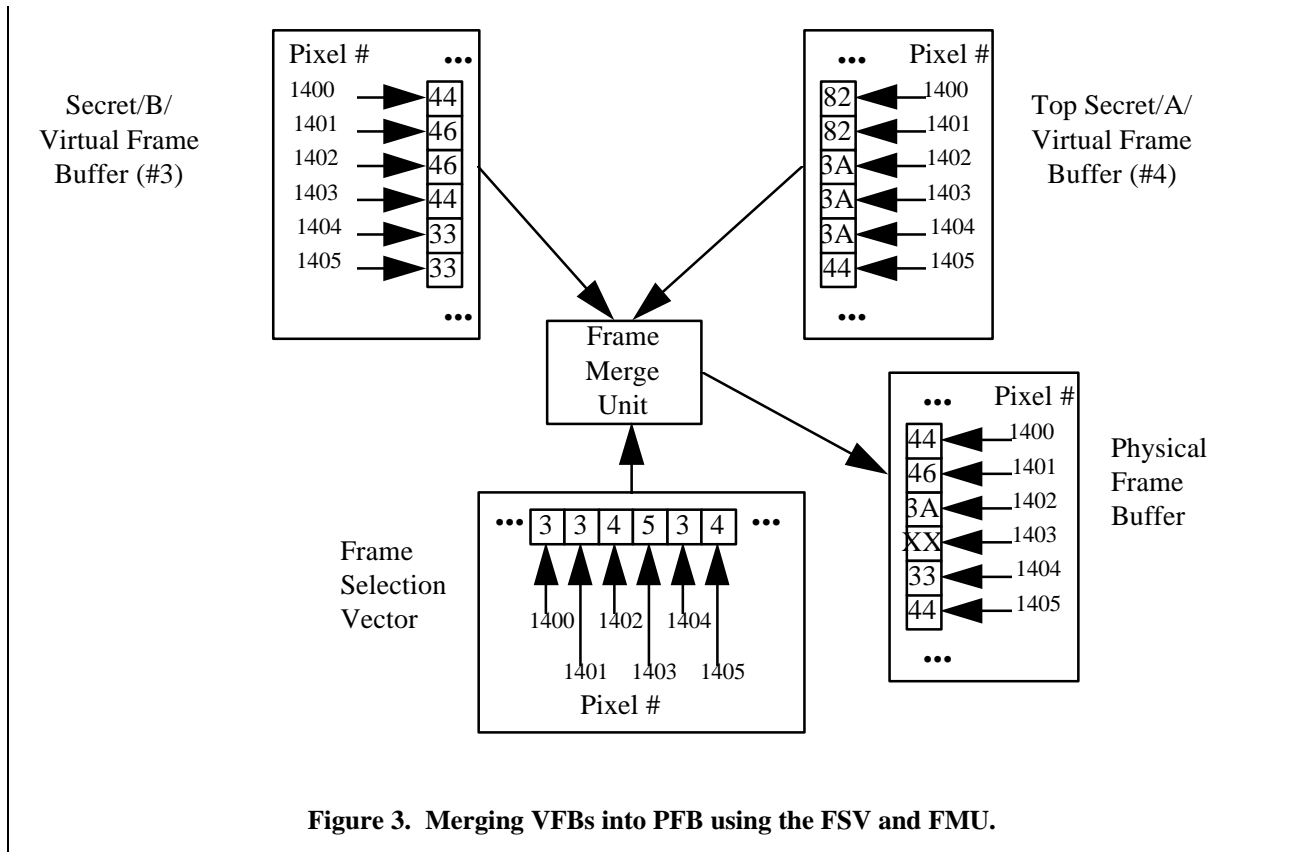 Secret/B/
Virtual Frame
Buffer (#3)
Pixel #
•••
1400 44
1401 46
1402 46
1403 44
1404 33
1405 33
•••
••• Pixel #
82 1400
82 1401
3A 1402
3A 1403
3A 1404
44 1405
•••
Top Secret/A/
Virtual Frame
Buffer (#4)
Frame
Merge
Unit
••• Pixel #
44 1400
46 1401
3A 1402
XX 1403
33 1404
44 1405
•••
Physical
Frame
Buffer
Frame
Selection
Vector
••• 3 3 4 5 3 4 •••
1400 1402 1404
1401 1403 1405
Pixel #
Figure 3. Merging VFBs into PFB using the FSV and FMU.